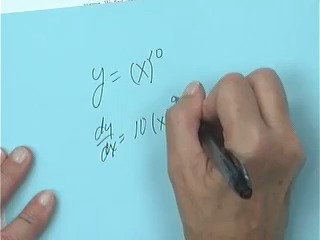 y = (x)^10
dy/dx = 10(x